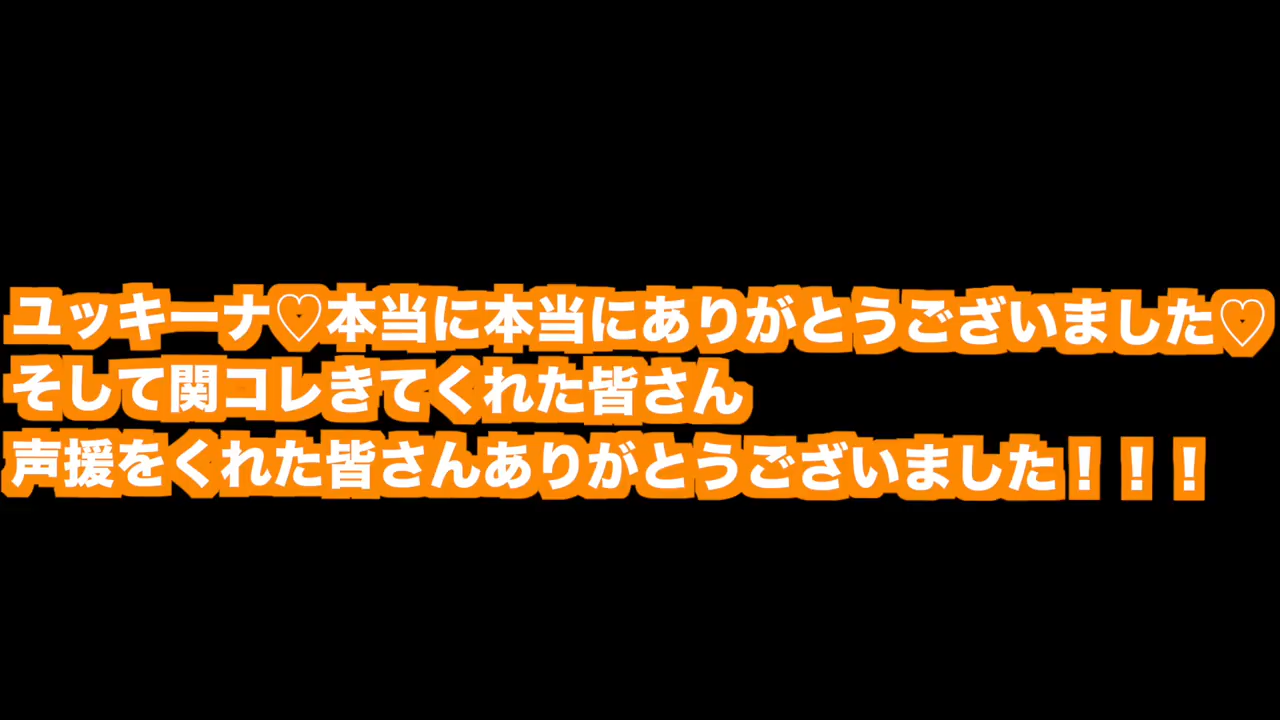 ユッキーナ♡本当に本当にありがとうございました♡
そして関コレきてくれた皆さん
声援をくれた皆さんありがとうございました！！！